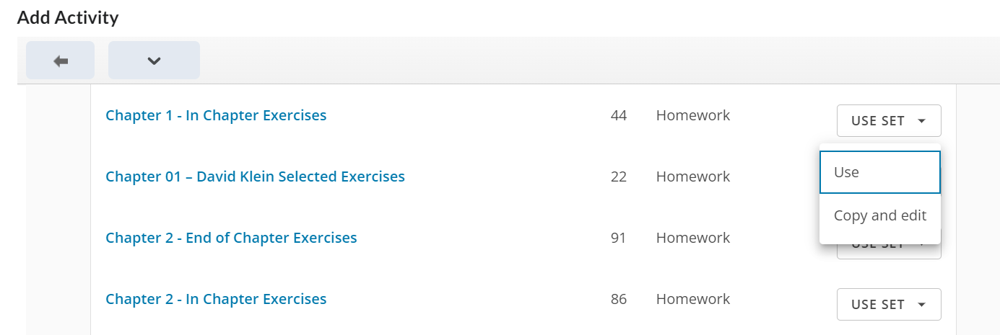 Add Activity
Chapter 1 - In Chapter Exercises 44 Homework USE SET
Chapter 01 – David Klein Selected Exercises 22 Homework
Use
Copy and edit
Chapter 2 - End of Chapter Exercises 91 Homework USE SET
Chapter 2 - In Chapter Exercises 86 Homework USE SET